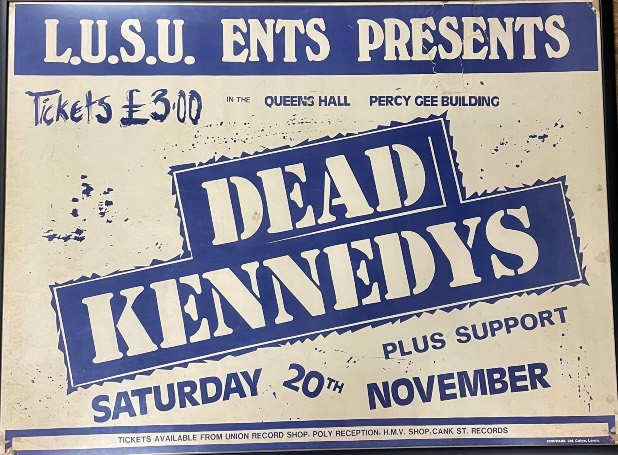 L.U.S.U. ENTS PRESENTS
Tickets £3·00 IN THE QUEENS HALL PERCY GEE BUILDING
DEAD
KENNEDYS
PLUS SUPPORT
SATURDAY 20TH NOVEMBER
TICKETS AVAILABLE FROM UNION RECORD SHOP· POLY RECEPTION· H.M.V. SHOP.CANK ST. RECORDS